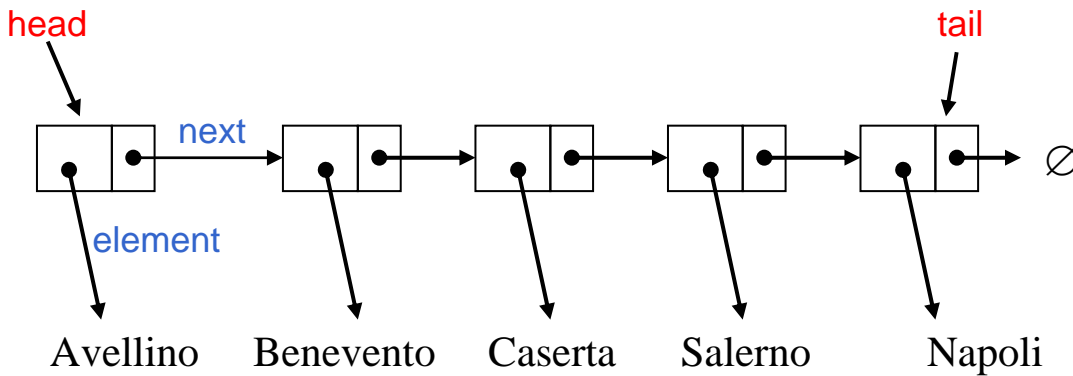 head tail
next
∅
element
Avellino Benevento Caserta Salerno Napoli